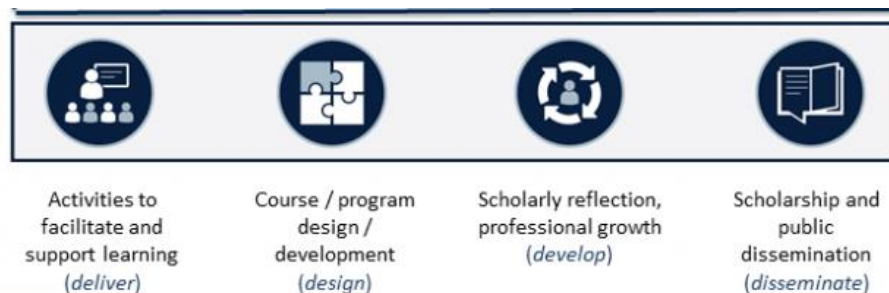 Activities to
facilitate and
support learning
(deliver)
Course / program
design /
development
(design)
Scholarly reflection,
professional growth
(develop)
Scholarship and
public
dissemination
(disseminate)